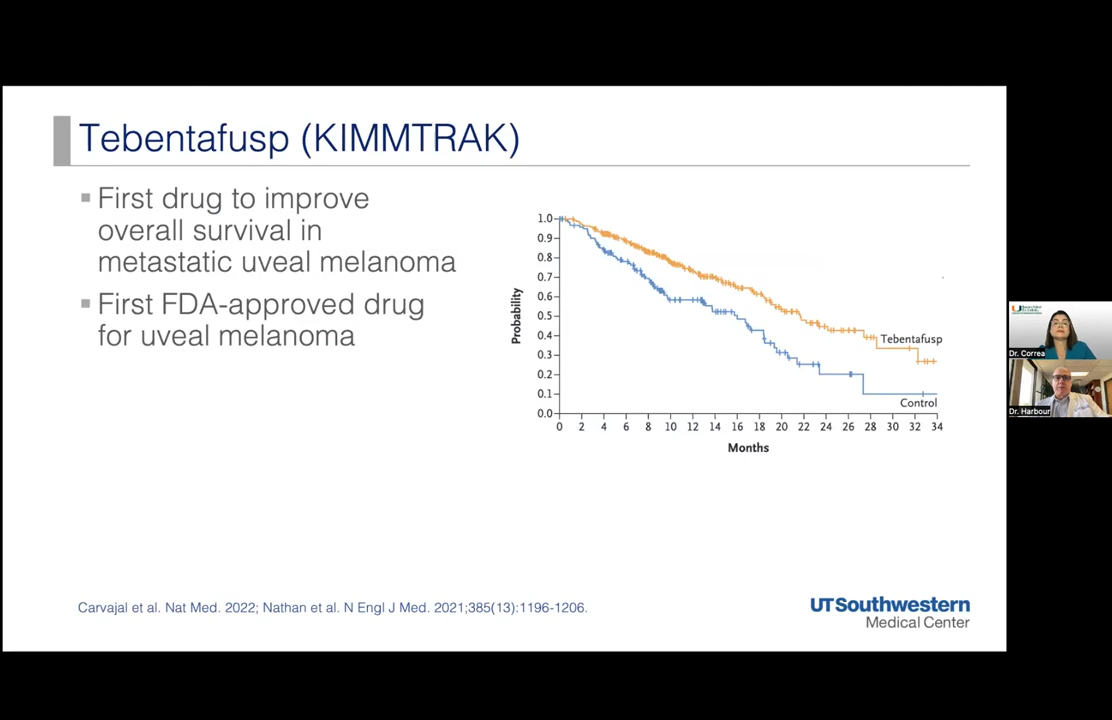 Tebentafusp (KIMMTRAK)
▪ First drug to improve
overall survival in
metastatic uveal melanoma
▪ First FDA-approved drug
for uveal melanoma
1.0
0.9
0.8
0.7
0.6
0.5
0.4
0.3
0.2
0.1
0.0
Probability
Tebentafusp
Control
0 2 4 6 8 10 12 14 16 18 20 22 24 26 28 30 32 34
Months
Dr. Correa
Dr. Harbour
Carvajal et al. Nat Med. 2022; Nathan et al. N Engl J Med. 2021;385(13):1196-1206.
UTSouthwestern
Medical Center